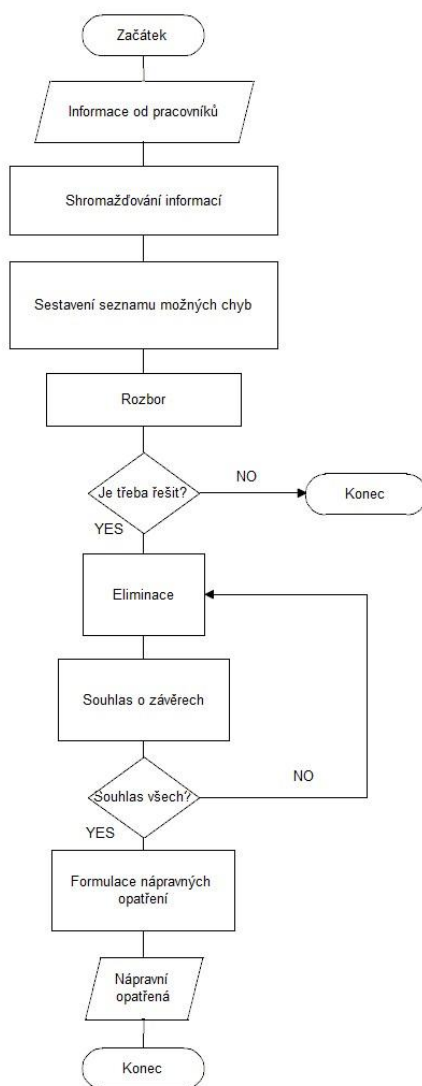 Začátek
Informace od pracovníků
Shromažďování informací
Sestavení seznamu možných chyb
Rozbor
Je třeba řešit?
NO
Konec
YES
Eliminace
Souhlas o závěrech
Souhlas všech?
NO
YES
Formulace nápravných
opatření
Nápravní
opatřená
Konec